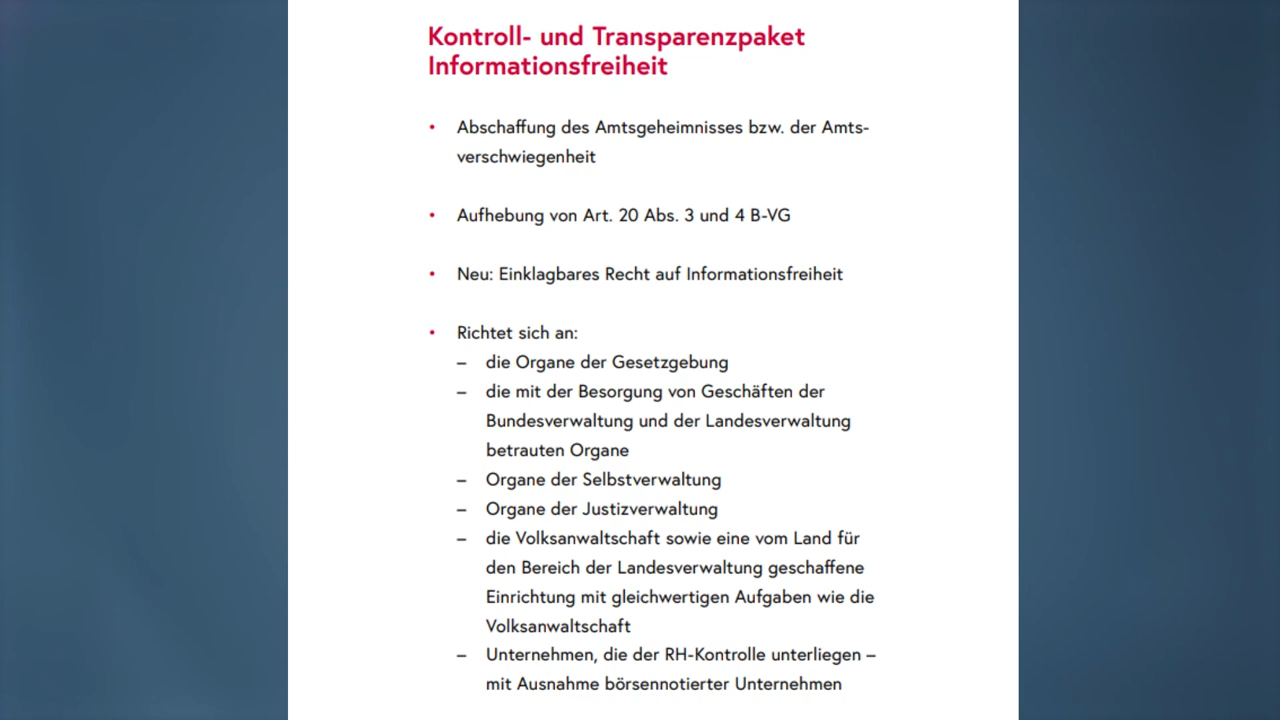 Kontroll- und Transparenzpaket
Informationsfreiheit
• Abschaffung des Amtsgeheimnisses bzw. der Amts-
verschwiegenheit
• Aufhebung von Art. 20 Abs. 3 und 4 B-VG
• Neu: Einklagbares Recht auf Informationsfreiheit
• Richtet sich an:
– die Organe der Gesetzgebung
– die mit der Besorgung von Geschäften der
Bundesverwaltung und der Landesverwaltung
betrauten Organe
– Organe der Selbstverwaltung
– Organe der Justizverwaltung
– die Volksanwaltschaft sowie eine vom Land für
den Bereich der Landesverwaltung geschaffene
Einrichtung mit gleichwertigen Aufgaben wie die
Volksanwaltschaft
– Unternehmen, die der RH-Kontrolle unterliegen –
mit Ausnahme börsennotierter Unternehmen